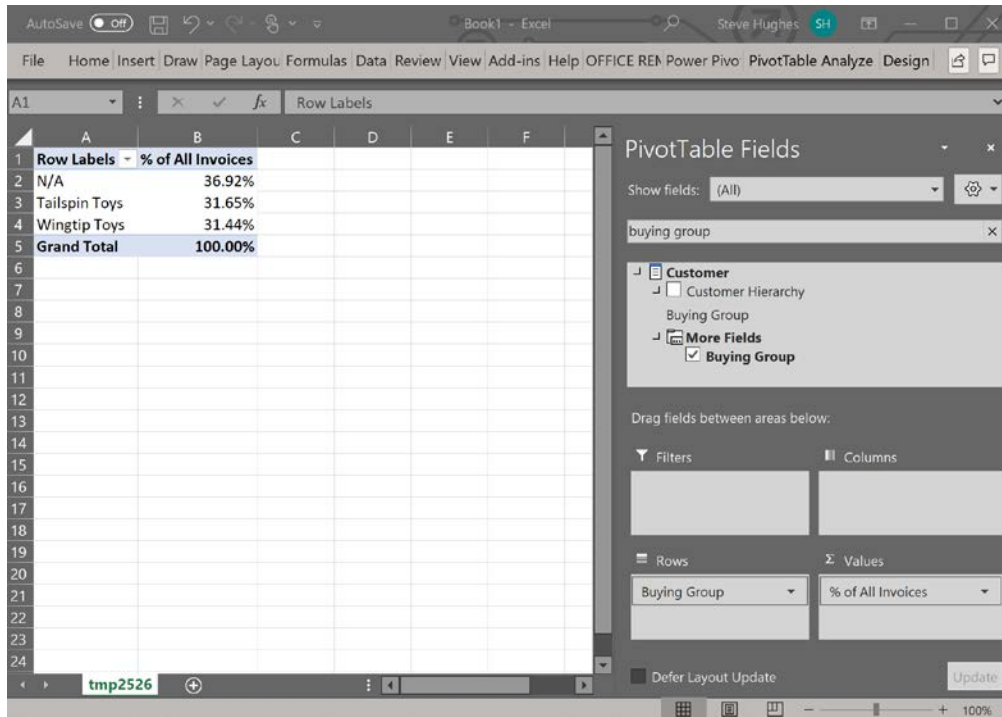 AutoSave Off Book1 - Excel Steve Hughes SH
File Home Insert Draw Page Layou Formulas Data Review View Add-ins Help OFFICE REN Power Pivo PivotTable Analyze Design
A1 fx Row Labels
A B C D E F
1 Row Labels % of All Invoices
2 N/A 36.92%
3 Tailspin Toys 31.65%
4 Wingtip Toys 31.44%
5 Grand Total 100.00%
6
7
8
9
10
11
12
13
14
15
16
17
18
19
20
21
22
23
24
tmp2526
PivotTable Fields
Show fields: (All)
buying group
Customer
Customer Hierarchy
Buying Group
More Fields
Buying Group
Drag fields between areas below:
Filters Columns
Rows Σ Values
Buying Group % of All Invoices
Defer Layout Update Update
100%